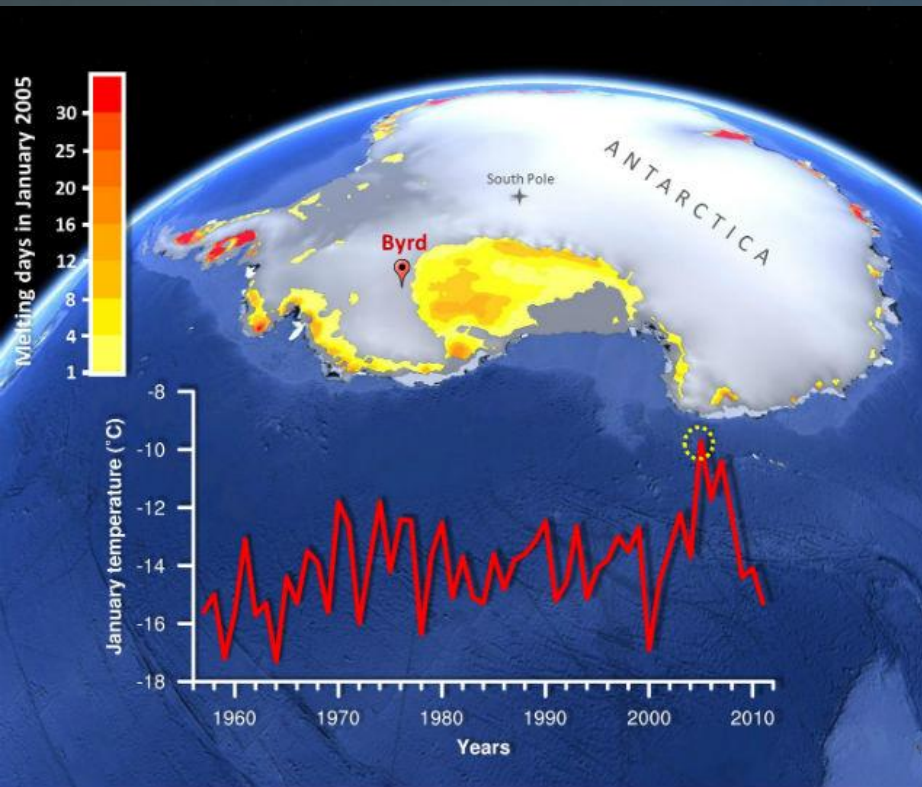 Melting days in January 2005
30
25
20
16
12
8
4
1
ANTARCTICA
South Pole
Byrd
January temperature (°C)
-8
-10
-12
-14
-16
-18
1960 1970 1980 1990 2000 2010
Years